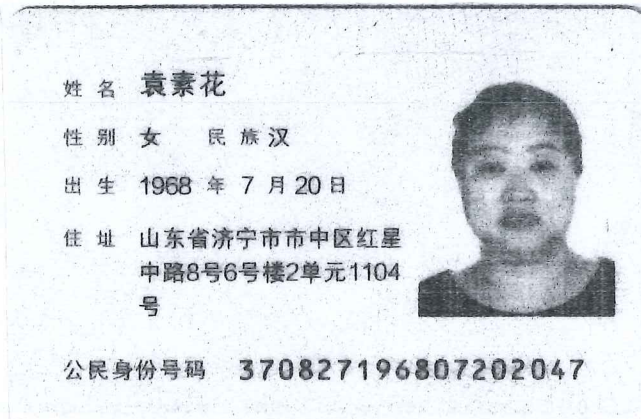 姓名 袁素花
性别 女 民族 汉
出生 1968 年 7 月 20 日
住址 山东省济宁市市中区红星
中路8号6号楼2单元1104
号
公民身份号码 370827196807202047